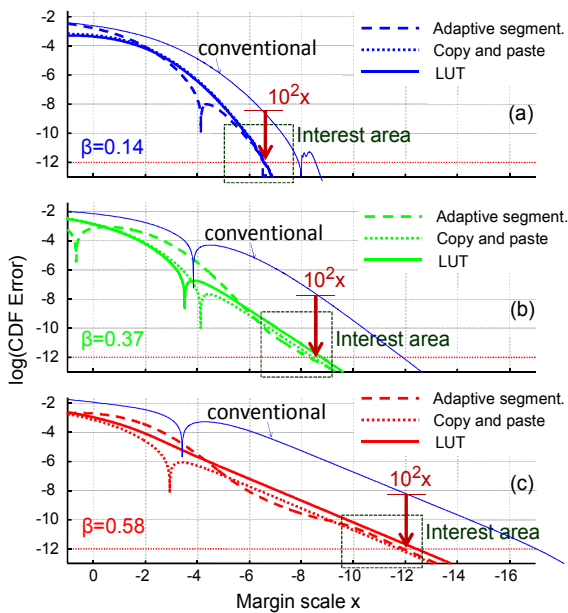 -2
-4
-6
-8
-10
-12
conventional
10²x
Interest area
β=0.14
Adaptive segment.
Copy and paste
LUT
(a)
log(CDF Error)
-2
-4
-6
-8
-10
-12
conventional
10²x
Interest area
β=0.37
Adaptive segment.
Copy and paste
LUT
(b)
-2
-4
-6
-8
-10
-12
conventional
10²x
Interest area
β=0.58
Adaptive segment.
Copy and paste
LUT
(c)
0 -2 -4 -6 -8 -10 -12 -14 -16
Margin scale x